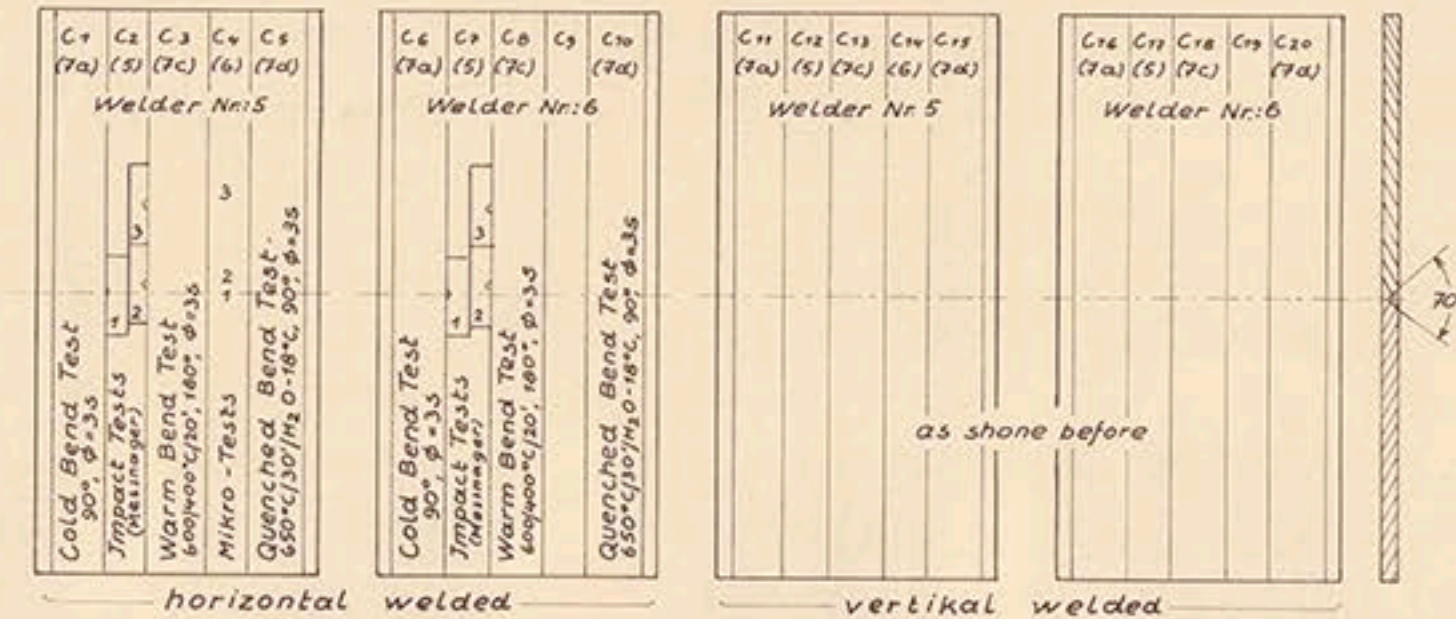 C1 C2 C3 C4 C5
(7a) (5) (7c) (6) (7d)
Welder Nr.:5
3
3
2
1
1
2
Cold Bend Test
90°, φ=3s
Impact Tests
(Mesnager)
Warm Bend Test
600/400°C/20', 180°, φ=3s
Mikro-Tests
Quenched Bend Test.
650°C/30'/H2O-18°C, 90°, φ=3s
C6 C7 C8 C9 C10
(7a) (5) (7c) (7d)
Welder Nr.:6
3
1
2
Cold Bend Test
90°, φ=3s
Impact Tests
(Mesnager)
Warm Bend Test
600/400°C/20', 180°, φ=3s
Quenched Bend Test
650°C/30'/H2O-18°C, 90°, φ=3s
horizontal welded
C11 C12 C13 C14 C15
(7a) (5) (7c) (6) (7d)
Welder Nr. 5
C16 C17 C18 C19 C20
(7a) (5) (7c) (7d)
Welder Nr.:6
as shone before
vertikal welded
70